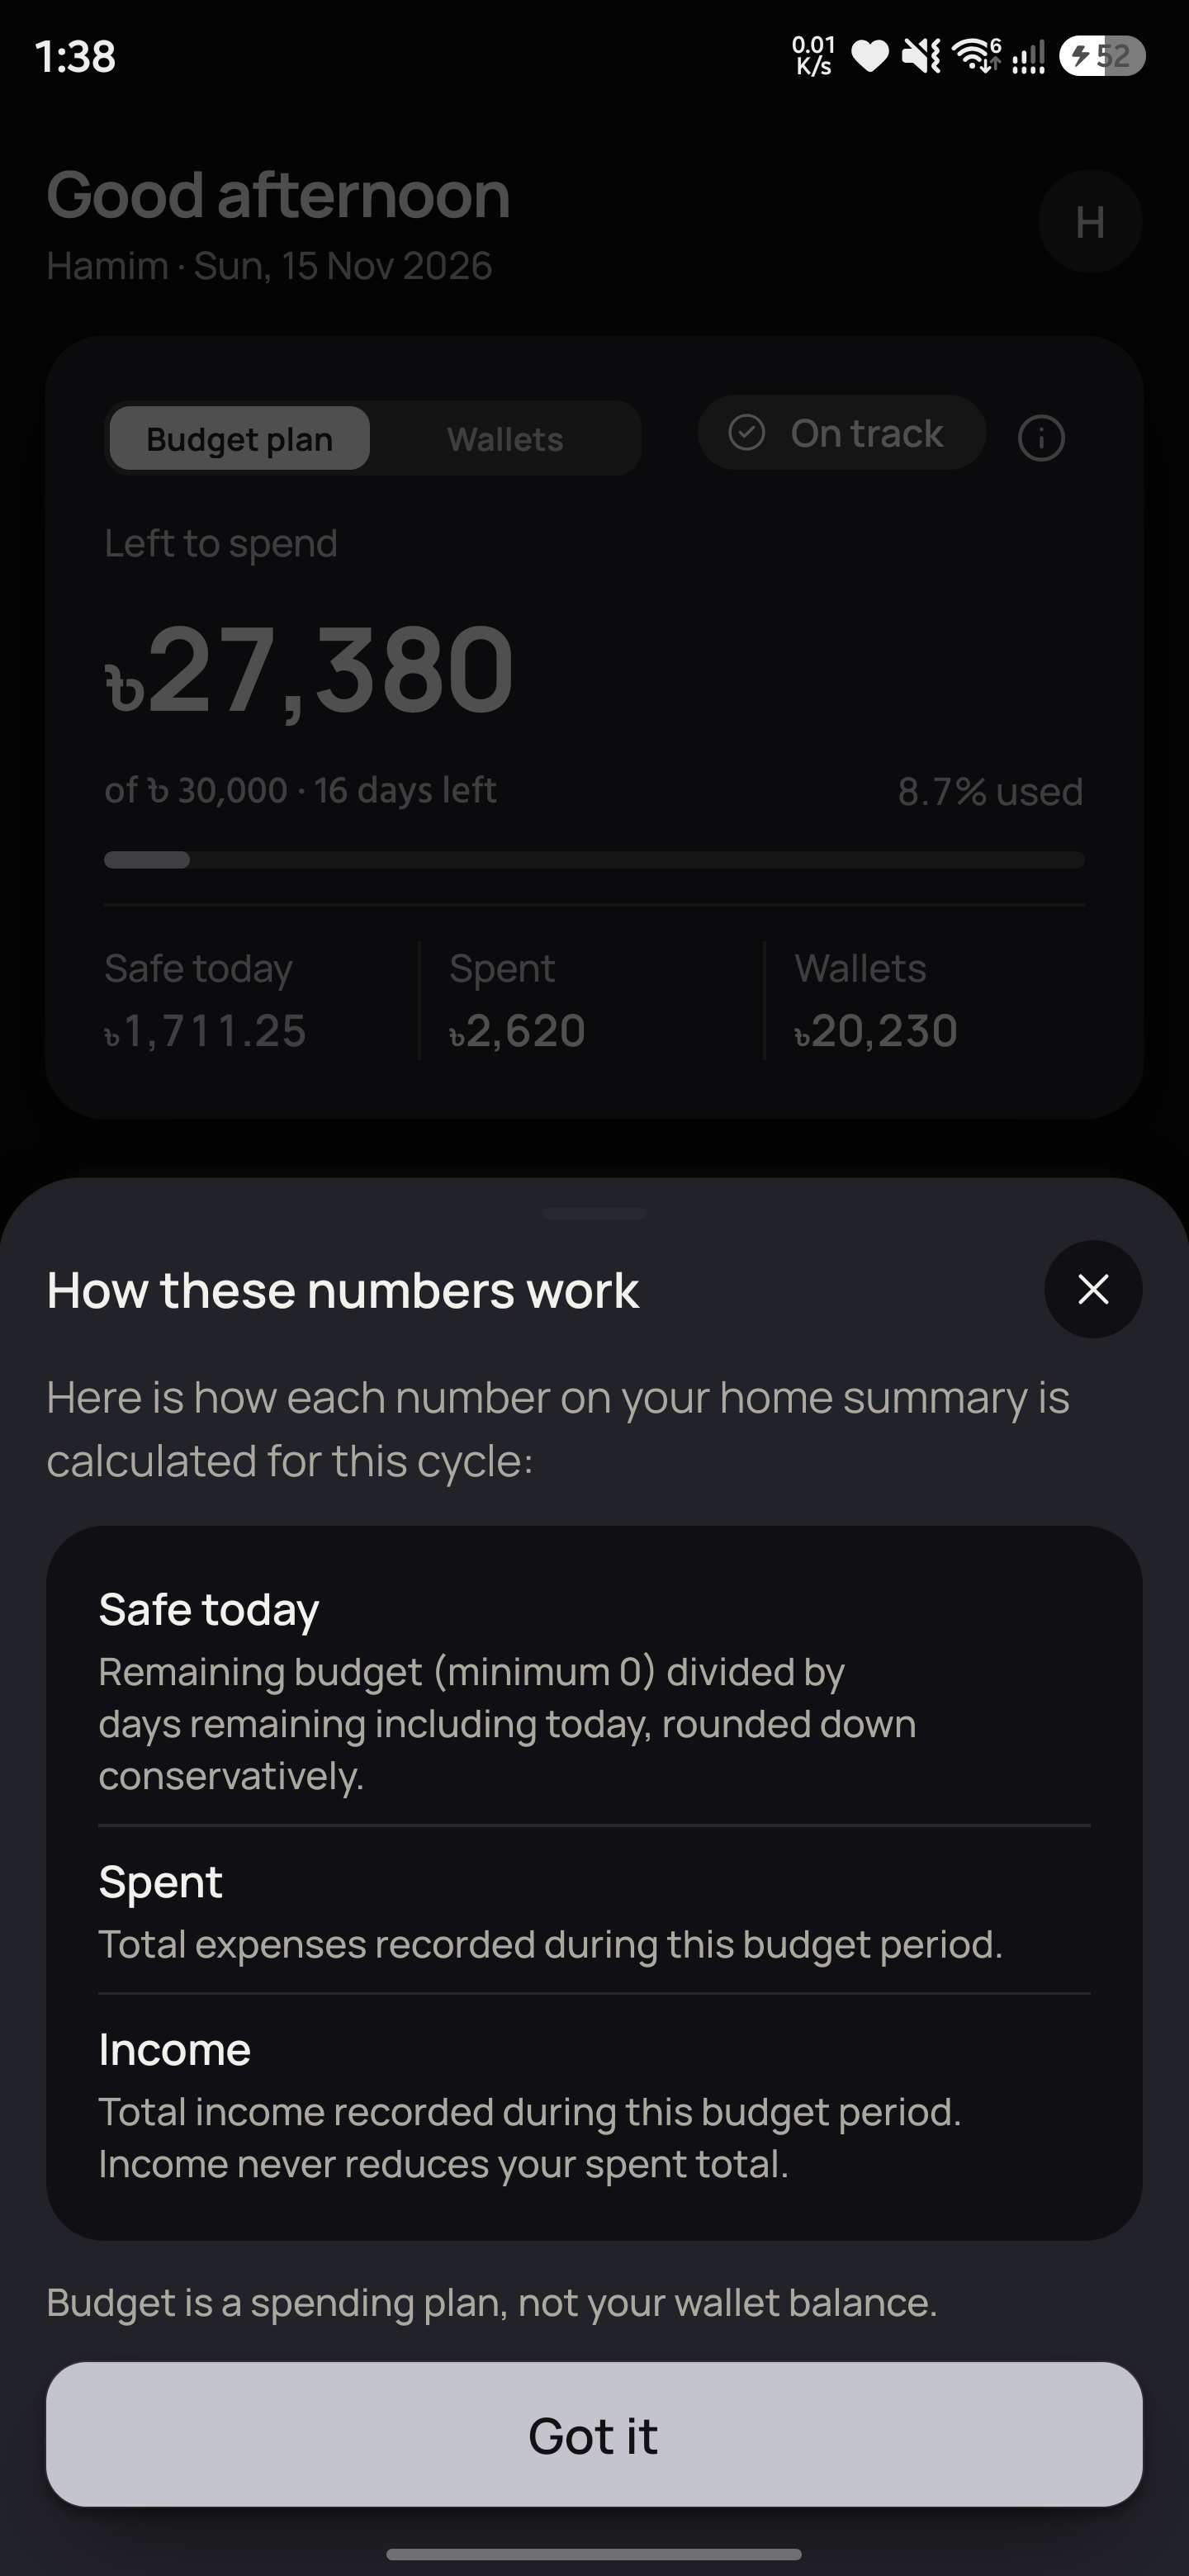 1:38
0.01 K/s
6
52
Good afternoon
Hamim · Sun, 15 Nov 2026
H
Budget plan Wallets On track
Left to spend
৳27,380
of ৳ 30,000 · 16 days left 8.7% used
Safe today Spent Wallets
৳1,711.25 ৳2,620 ৳20,230
How these numbers work
Here is how each number on your home summary is
calculated for this cycle:
Safe today
Remaining budget (minimum 0) divided by
days remaining including today, rounded down
conservatively.
Spent
Total expenses recorded during this budget period.
Income
Total income recorded during this budget period.
Income never reduces your spent total.
Budget is a spending plan, not your wallet balance.
Got it